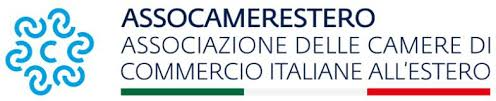 ASSOCAMERESTERO
ASSOCIAZIONE DELLE CAMERE DI
COMMERCIO ITALIANE ALL'ESTERO